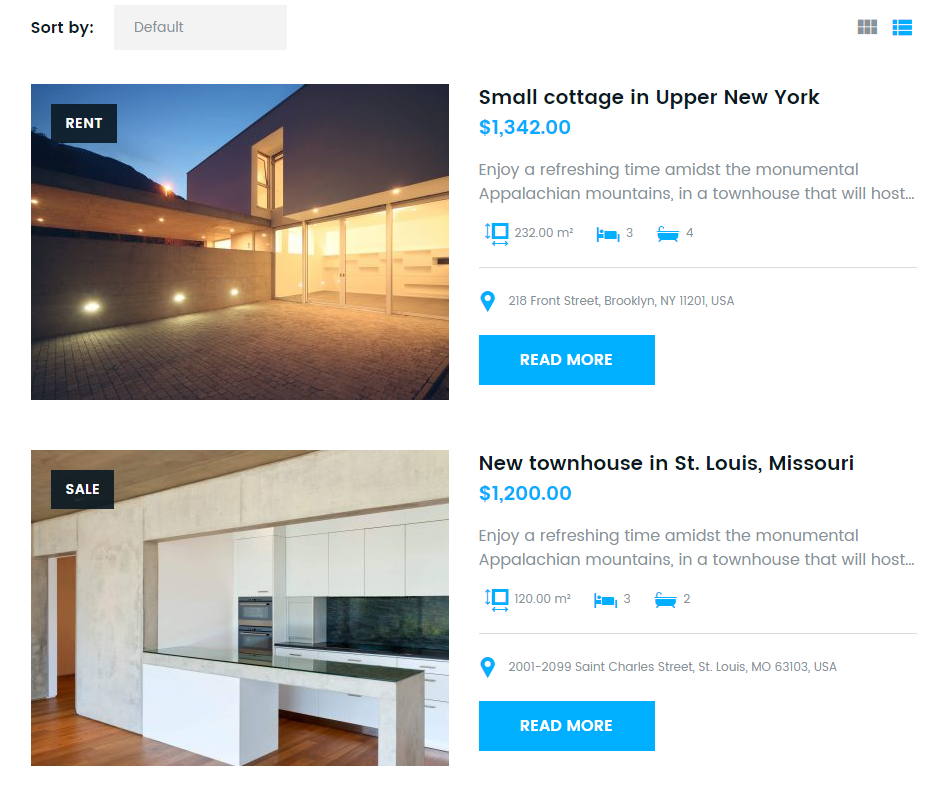 Sort by:
Default
RENT
Small cottage in Upper New York
$1,342.00
Enjoy a refreshing time amidst the monumental
Appalachian mountains, in a townhouse that will host...
232.00 m² 3 4
218 Front Street, Brooklyn, NY 11201, USA
READ MORE
SALE
New townhouse in St. Louis, Missouri
$1,200.00
Enjoy a refreshing time amidst the monumental
Appalachian mountains, in a townhouse that will host...
120.00 m² 3 2
2001-2099 Saint Charles Street, St. Louis, MO 63103, USA
READ MORE